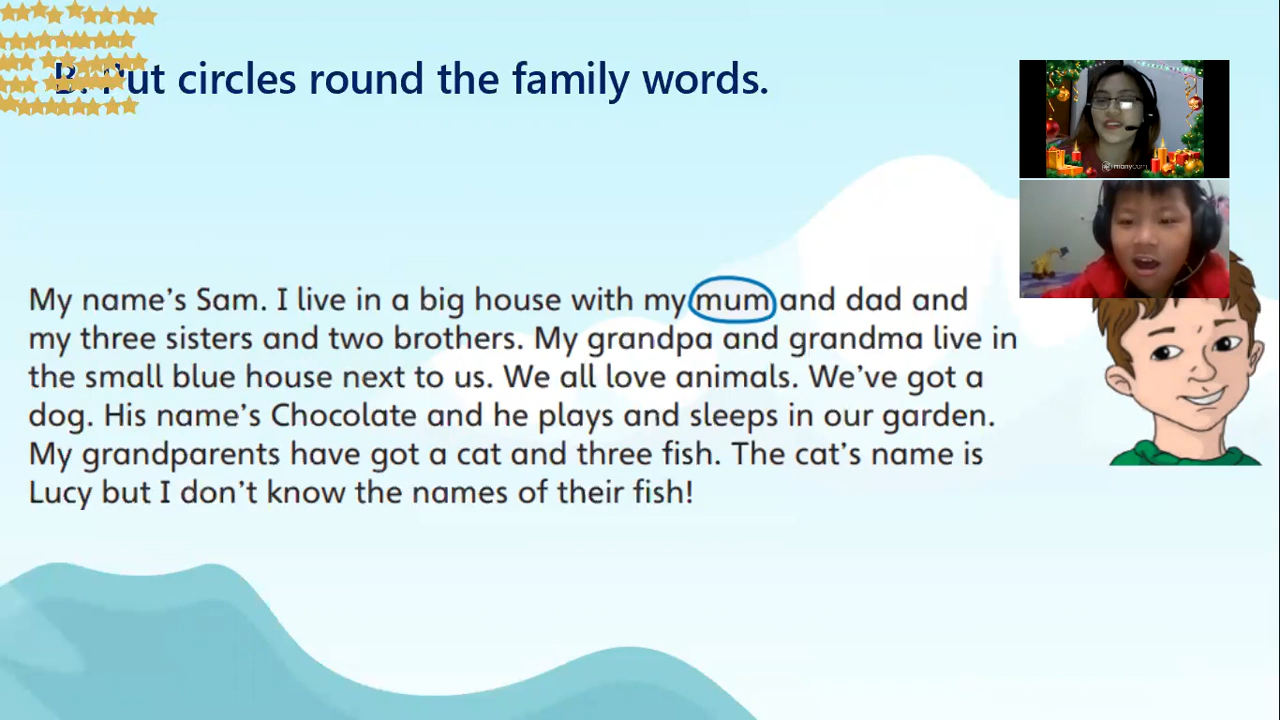 B. Put circles round the family words.
My name's Sam. I live in a big house with my mum and dad and
my three sisters and two brothers. My grandpa and grandma live in
the small blue house next to us. We all love animals. We've got a
dog. His name's Chocolate and he plays and sleeps in our garden.
My grandparents have got a cat and three fish. The cat's name is
Lucy but I don't know the names of their fish!
manycam